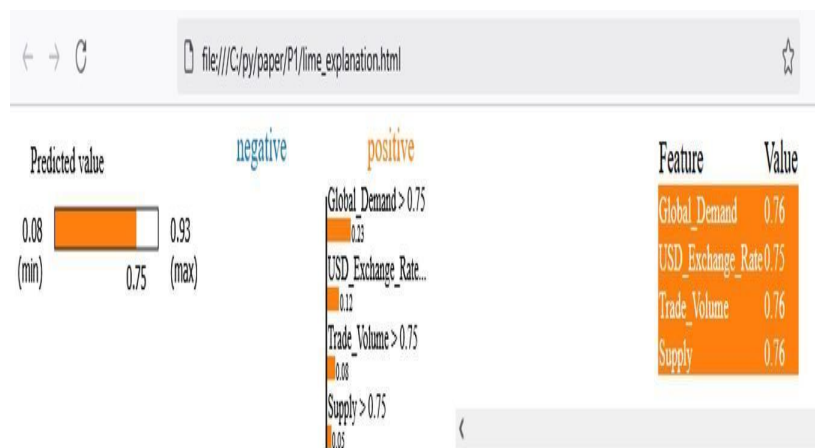 file:///C:/py/paper/P1/lime_explanation.html
Predicted value
0.08
(min)
0.75
0.93
(max)
negative
positive
Global_Demand > 0.75
0.23
USD_Exchange_Rate...
0.12
Trade_Volume > 0.75
0.08
Supply > 0.75
0.05
Feature Value
Global_Demand 0.76
USD_Exchange_Rate 0.75
Trade_Volume 0.76
Supply 0.76